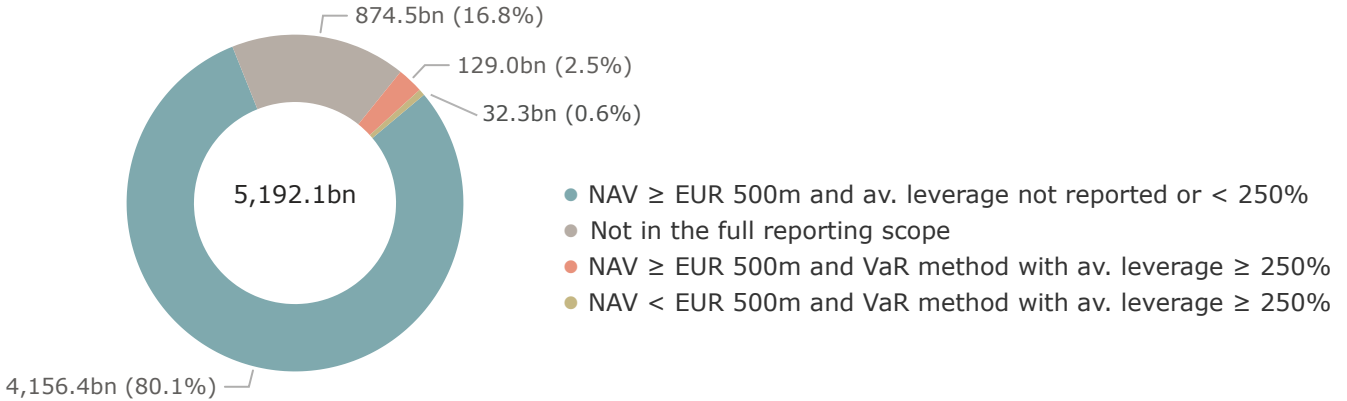 874.5bn (16.8%)
129.0bn (2.5%)
32.3bn (0.6%)
5,192.1bn
NAV ≥ EUR 500m and av. leverage not reported or < 250%
Not in the full reporting scope
NAV ≥ EUR 500m and VaR method with av. leverage ≥ 250%
NAV < EUR 500m and VaR method with av. leverage ≥ 250%
4,156.4bn (80.1%)